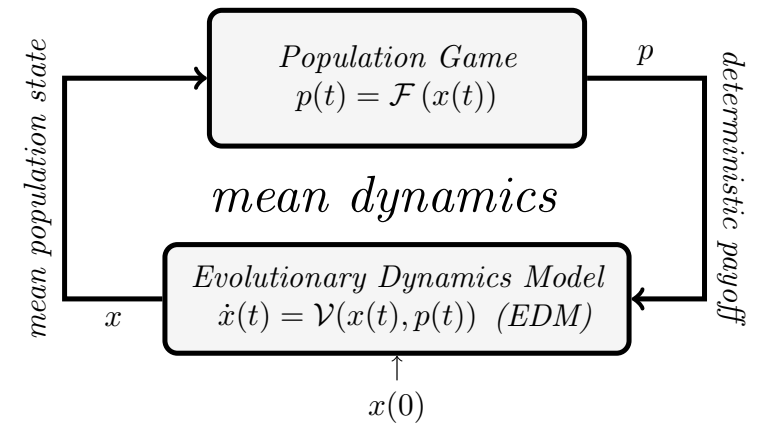 Population Game
p(t) = ℱ (x(t))
p
mean population state
deterministic payoff
mean dynamics
Evolutionary Dynamics Model
ẋ(t) = 𝒱(x(t), p(t)) (EDM)
x
x(0)